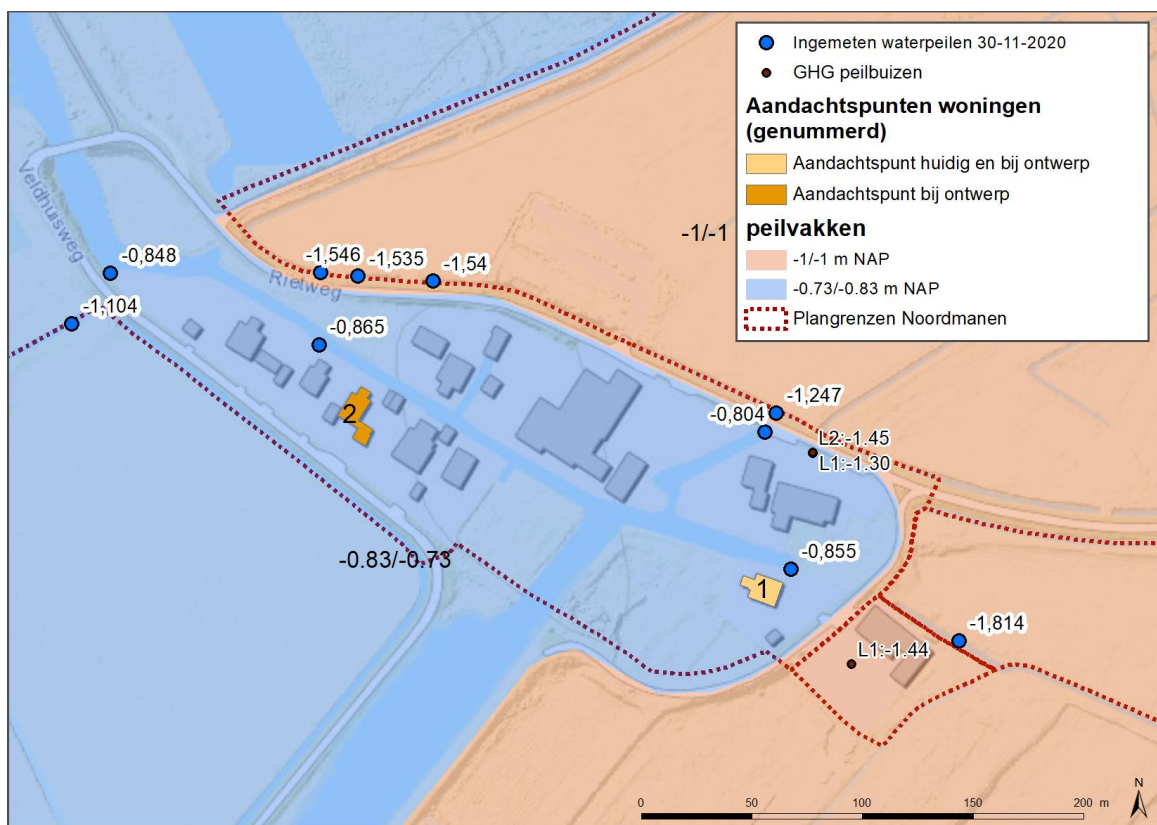 Ingemeten waterpeilen 30-11-2020
GHG peilbuizen
Aandachtspunten woningen
(genummerd)
Aandachtspunt huidig en bij ontwerp
Aandachtspunt bij ontwerp
peilvakken
-1/-1 m NAP
-0.73/-0.83 m NAP
Plangrenzen Noordmanen
Veldhuisweg
-1/-1
-0,848
-1,546
-1,535
-1,54
Rietweg
-1,104
-0,865
2
-1,247
-0,804
L2:-1.45
L1:-1.30
-0.83/-0.73
-0,855
1
-1,814
L1:-1.44
N
0 50 100 150 200 m